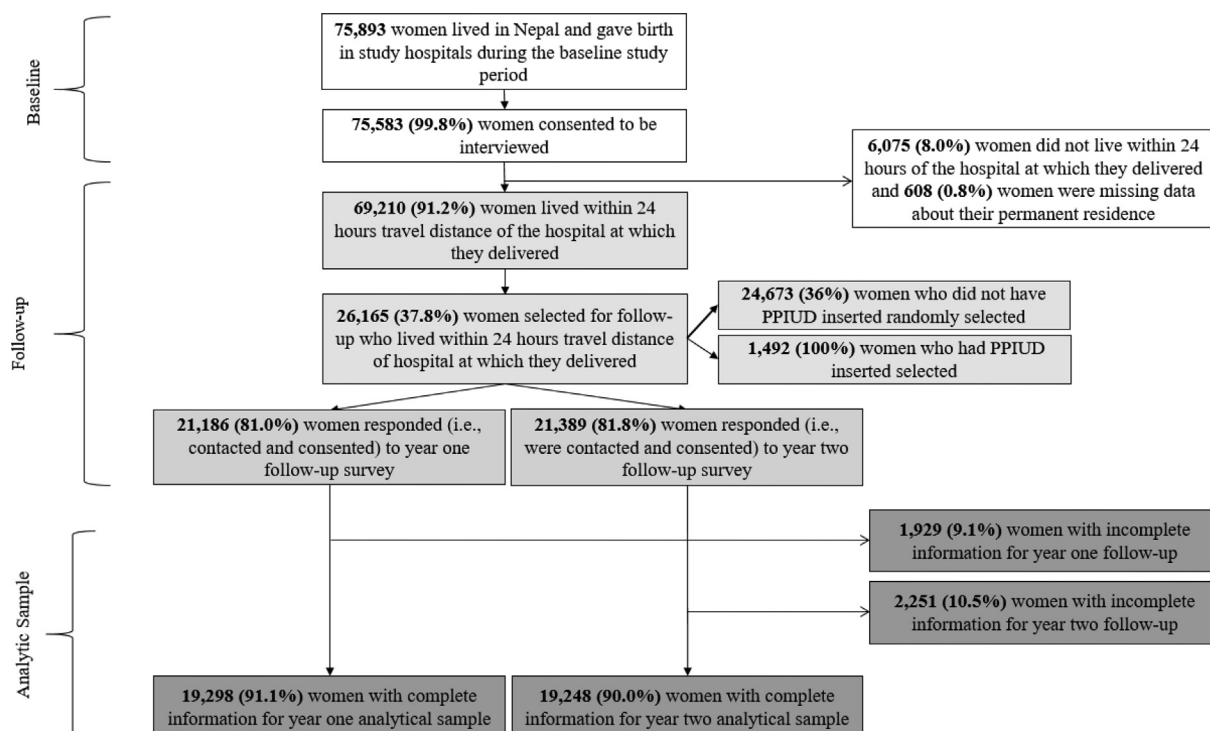 Baseline
75,893 women lived in Nepal and gave birth
in study hospitals during the baseline study
period
75,583 (99.8%) women consented to be
interviewed
6,075 (8.0%) women did not live within 24
hours of the hospital at which they delivered
and 608 (0.8%) women were missing data
about their permanent residence
Follow-up
69,210 (91.2%) women lived within 24
hours travel distance of the hospital at which
they delivered
26,165 (37.8%) women selected for follow-
up who lived within 24 hours travel distance
of hospital at which they delivered
24,673 (36%) women who did not have
PPIUD inserted randomly selected
1,492 (100%) women who had PPIUD
inserted selected
21,186 (81.0%) women responded (i.e.,
contacted and consented) to year one
follow-up survey
21,389 (81.8%) women responded (i.e.,
were contacted and consented) to year two
follow-up survey
Analytic Sample
1,929 (9.1%) women with incomplete
information for year one follow-up
2,251 (10.5%) women with incomplete
information for year two follow-up
19,298 (91.1%) women with complete
information for year one analytical sample
19,248 (90.0%) women with complete
information for year two analytical sample